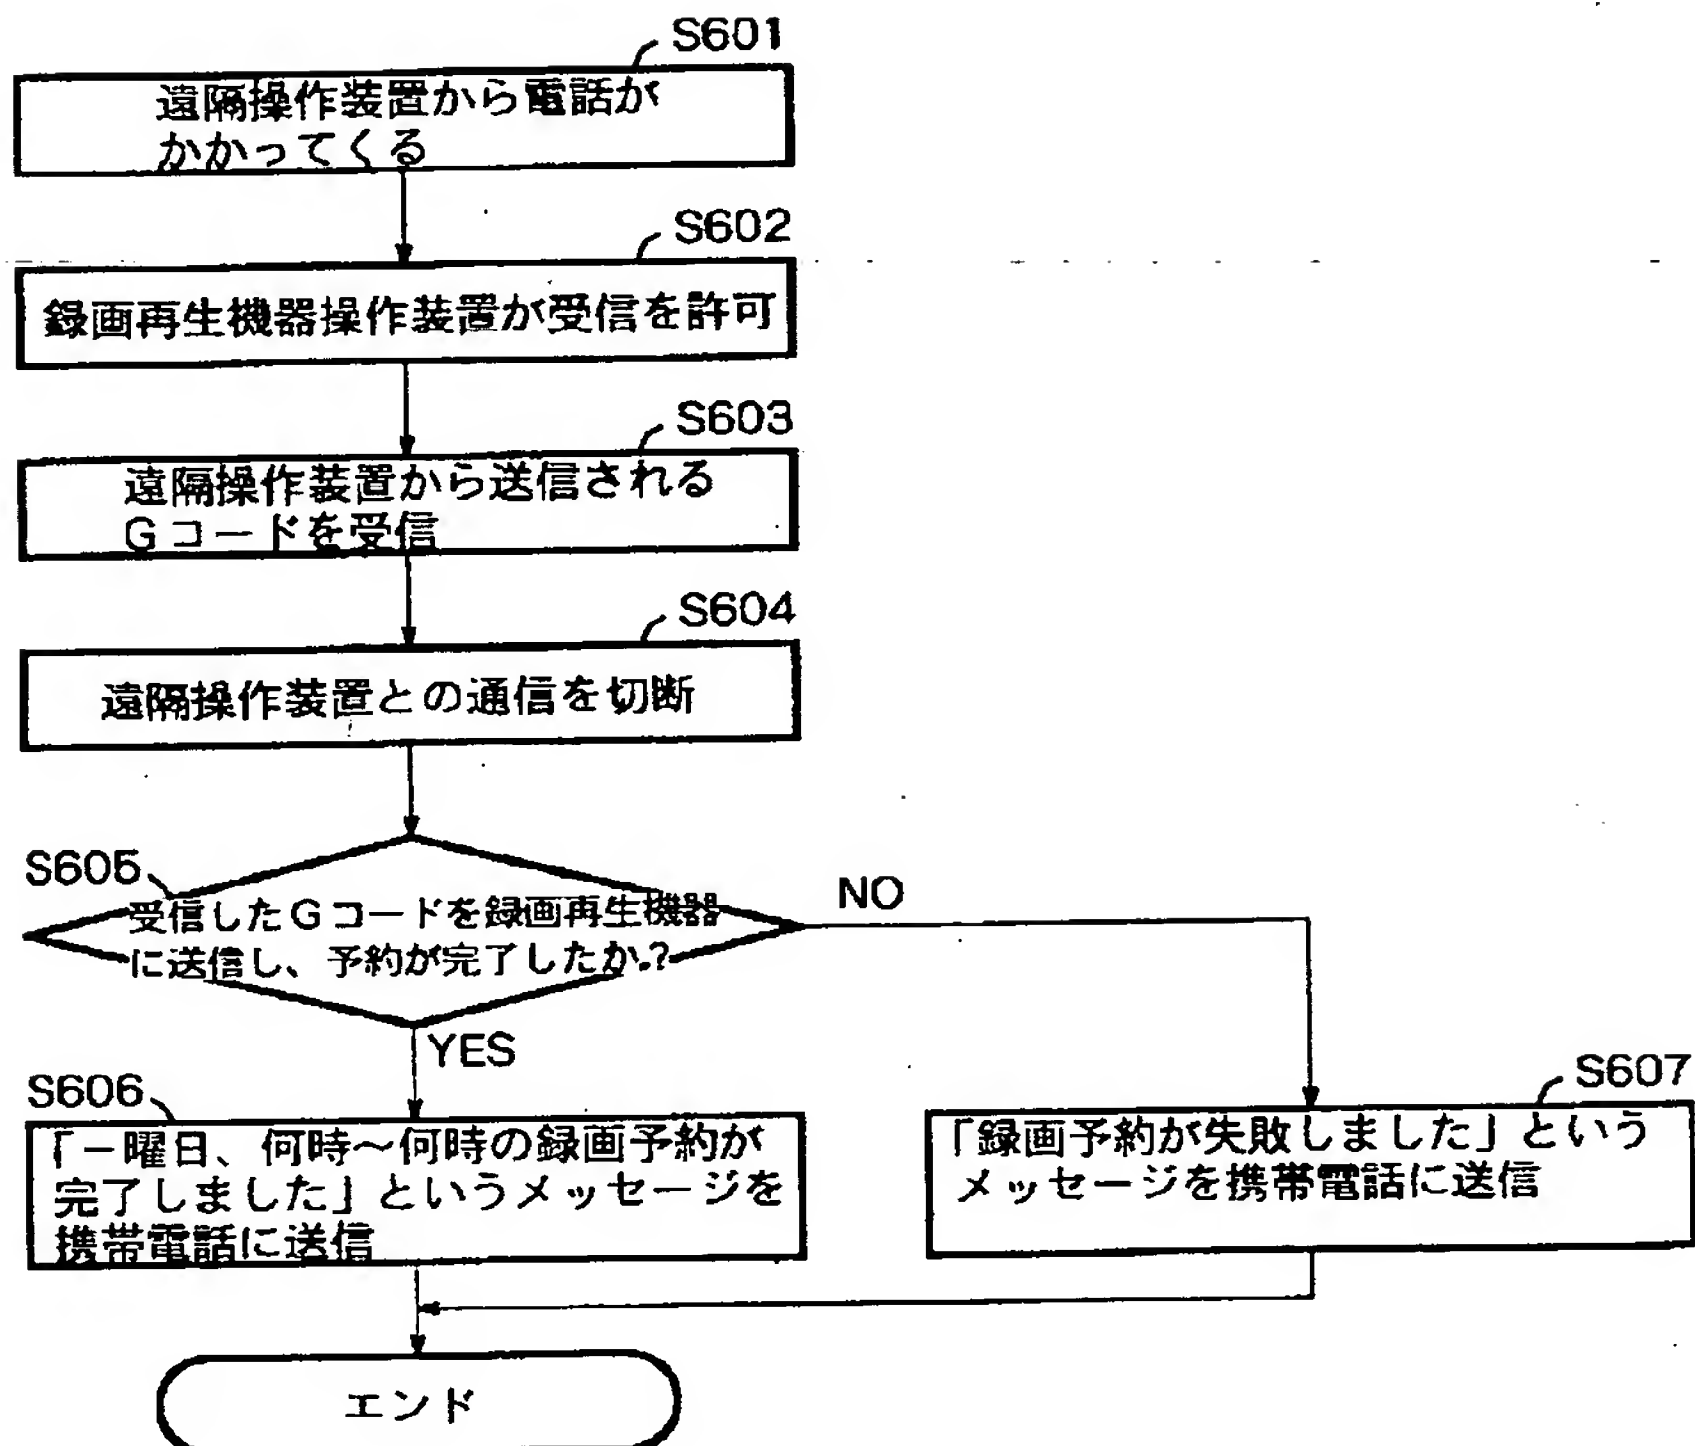 S601
遠隔操作装置から電話が
かかってくる
S602
録画再生機器操作装置が受信を許可
S603
遠隔操作装置から送信される
Gコードを受信
S604
遠隔操作装置との通信を切断
S605
受信したGコードを録画再生機器
に送信し、予約が完了したか?
NO
YES
S606
「−曜日、何時〜何時の録画予約が
完了しました」というメッセージを
携帯電話に送信
S607
「録画予約が失敗しました」という
メッセージを携帯電話に送信
エンド